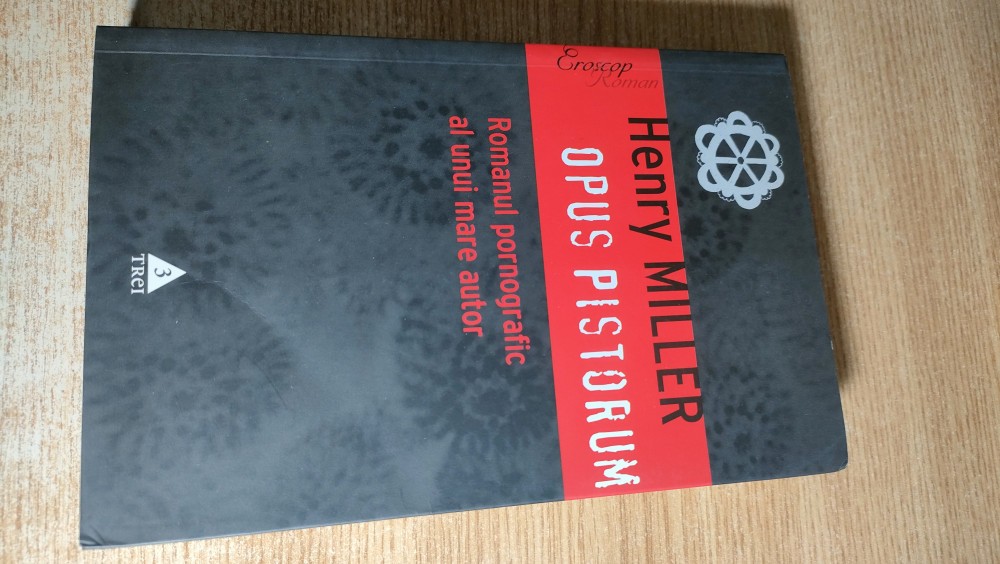 Eroscop
Roman
Henry MILLER
OPUS PISTORUM
Romanul pornografic
al unui mare autor
3
TReI